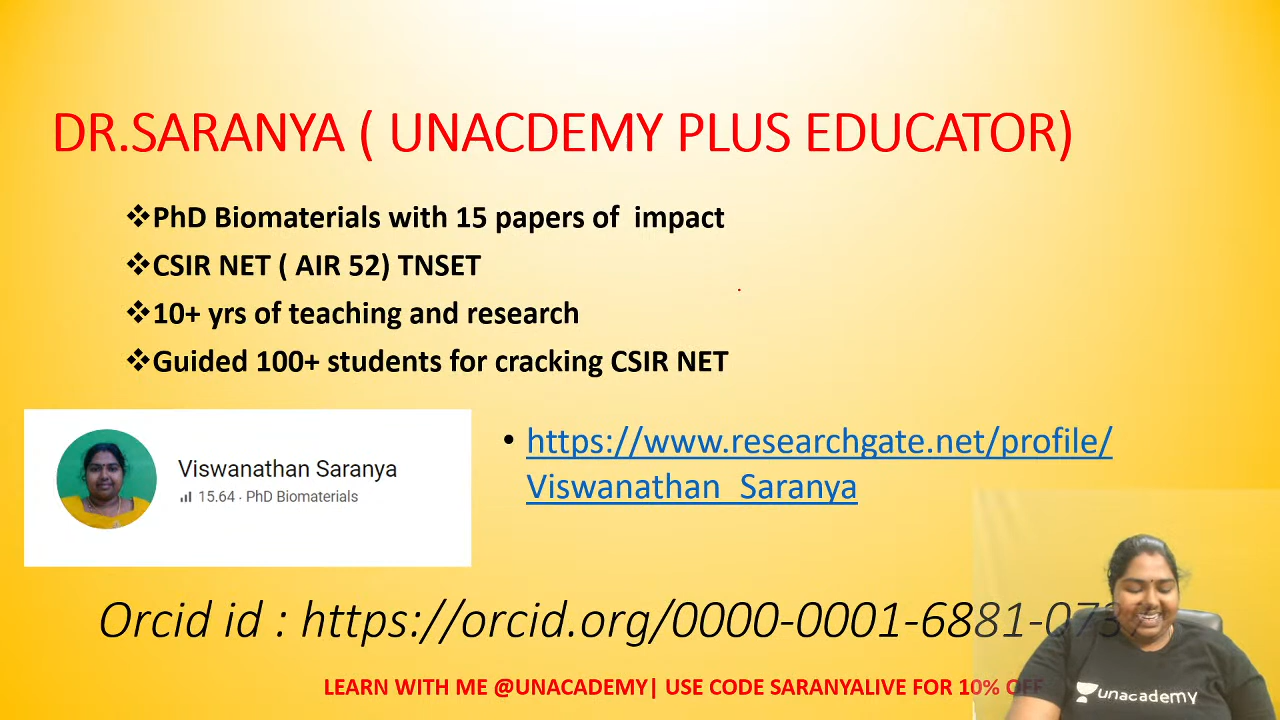 DR.SARANYA ( UNACDEMY PLUS EDUCATOR)
❖PhD Biomaterials with 15 papers of impact
❖CSIR NET ( AIR 52) TNSET
❖10+ yrs of teaching and research
❖Guided 100+ students for cracking CSIR NET
Viswanathan Saranya
15.64 · PhD Biomaterials
• https://www.researchgate.net/profile/
Viswanathan_Saranya
Orcid id : https://orcid.org/0000-0001-6881-073
LEARN WITH ME @UNACADEMY| USE CODE SARANYALIVE FOR 10% OFF
unacademy